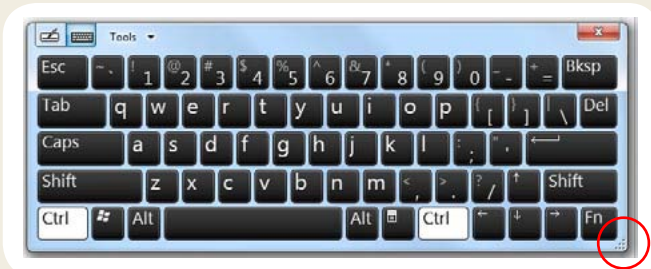 Tools
Esc ~ ` ! 1 @ 2 # 3 $ 4 % 5 ^ 6 & 7 * 8 ( 9 ) 0 _ - + = Bksp
Tab q w e r t y u i o p { [ } ] | \ Del
Caps a s d f g h j k l : ; " '
Shift z x c v b n m < , > . ? / ↑ Shift
Ctrl Alt Alt Ctrl ← ↓ → Fn